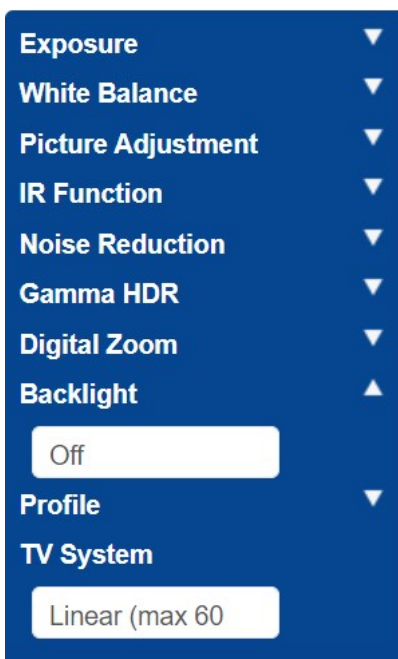 Exposure
White Balance
Picture Adjustment
IR Function
Noise Reduction
Gamma HDR
Digital Zoom
Backlight
Off
Profile
TV System
Linear (max 60